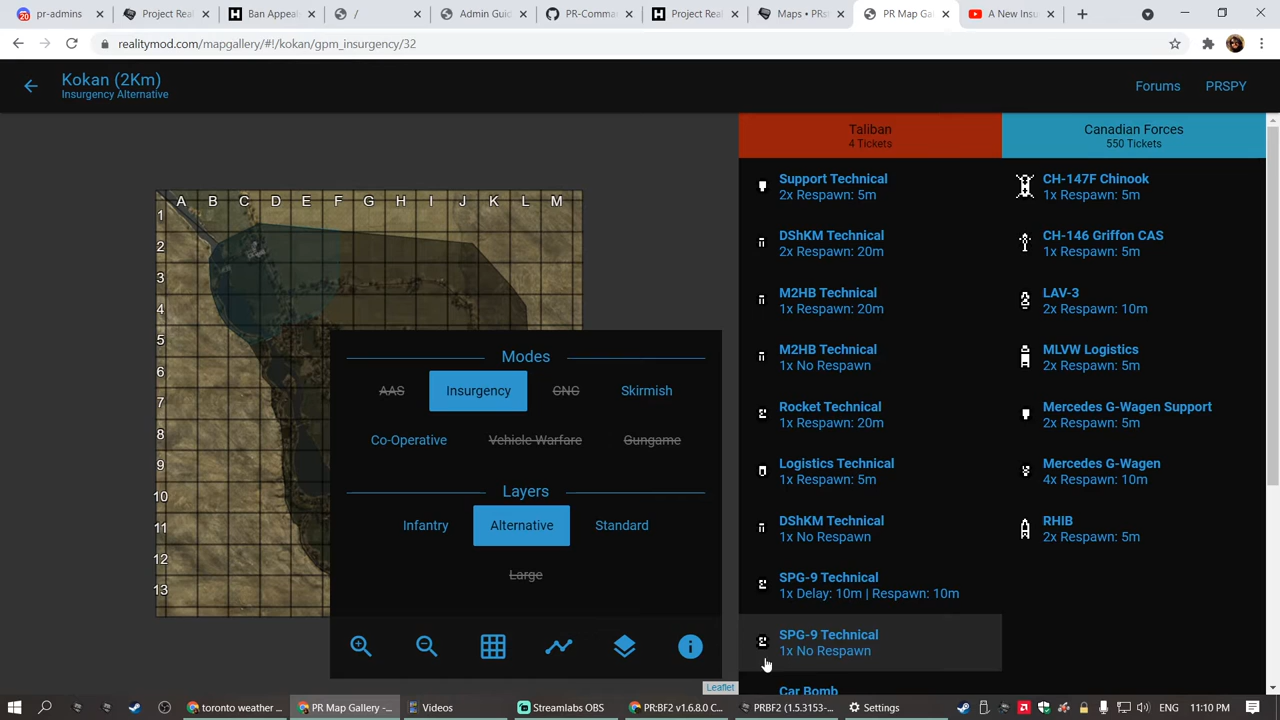 20 pr-admins
Project Real
Ban Appeal
/
Admin Guid
PR-Comma
Project Real
Maps • PRs
PR Map Gal
A New Insu
realitymod.com/mapgallery/#!/kokan/gpm_insurgency/32
Kokan (2Km)
Insurgency Alternative
Forums
PRSPY
Taliban
4 Tickets
Canadian Forces
550 Tickets
A B C D E F G H I J K L M
1
2
3
4
5
6
7
8
9
10
11
12
13
Modes
AAS
Insurgency
CNC
Skirmish
Co-Operative
Vehicle Warfare
Gungame
Layers
Infantry
Alternative
Standard
Large
Leaflet
Support Technical
2x Respawn: 5m
DShKM Technical
2x Respawn: 20m
M2HB Technical
1x Respawn: 20m
M2HB Technical
1x No Respawn
Rocket Technical
1x Respawn: 20m
Logistics Technical
1x Respawn: 5m
DShKM Technical
1x No Respawn
SPG-9 Technical
1x Delay: 10m | Respawn: 10m
SPG-9 Technical
1x No Respawn
Car Bomb
CH-147F Chinook
1x Respawn: 5m
CH-146 Griffon CAS
1x Respawn: 5m
LAV-3
2x Respawn: 10m
MLVW Logistics
2x Respawn: 5m
Mercedes G-Wagen Support
2x Respawn: 5m
Mercedes G-Wagen
4x Respawn: 10m
RHIB
2x Respawn: 5m
toronto weather ...
PR Map Gallery -...
Videos
Streamlabs OBS
PR:BF2 v1.6.8.0 C...
PRBF2 (1.5.3153-...
Settings
ENG
11:10 PM